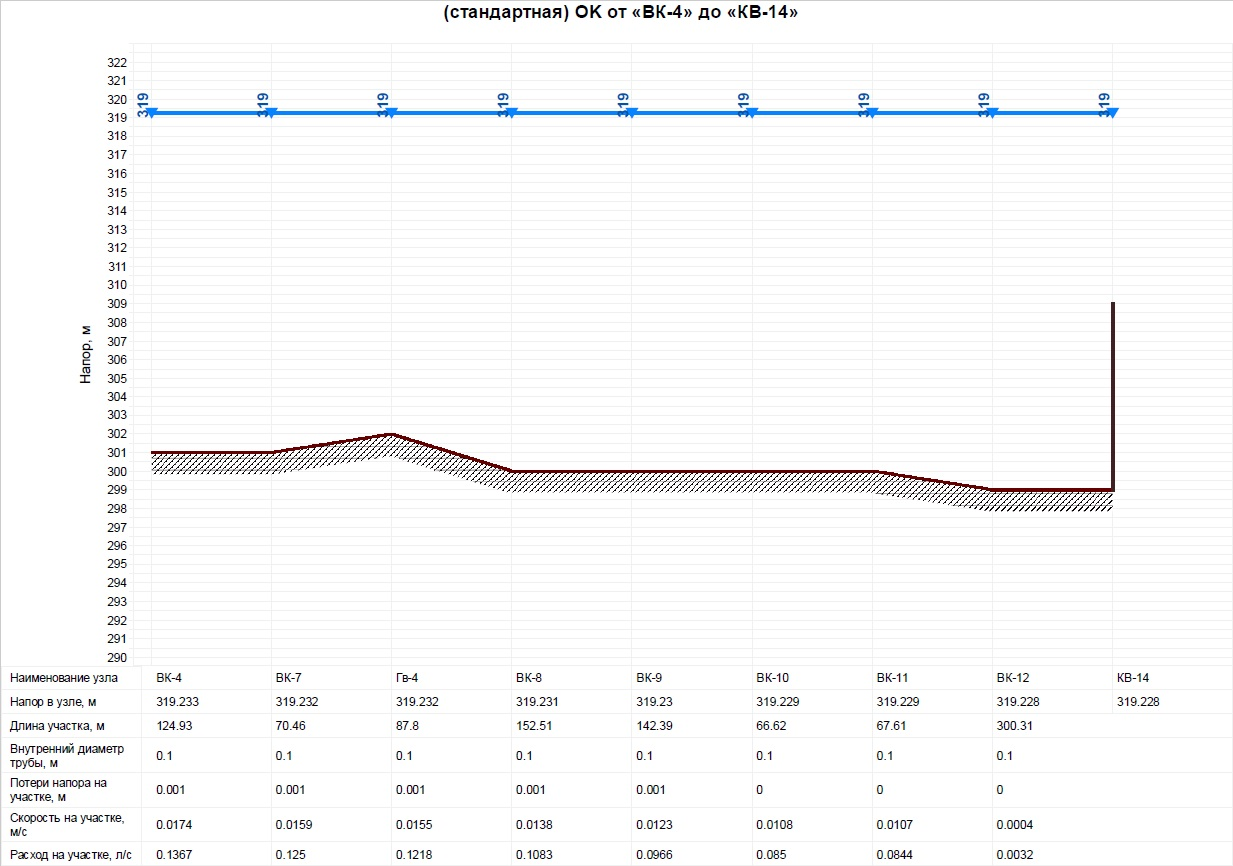 (стандартная) ОК от «ВК-4» до «КВ-14»
322
321
320
319 319 319 319 319 319 319 319 319
319
318
317
316
315
314
313
312
311
310
309
308
307
306
305
304
303
302
301
300
299
298
297
296
295
294
293
292
291
290
Напор, м
Наименование узла ВК-4 ВК-7 Гв-4 ВК-8 ВК-9 ВК-10 ВК-11 ВК-12 КВ-14
Напор в узле, м 319.233 319.232 319.232 319.231 319.23 319.229 319.229 319.228 319.228
Длина участка, м 124.93 70.46 87.8 152.51 142.39 66.62 67.61 300.31
Внутренний диаметр
трубы, м 0.1 0.1 0.1 0.1 0.1 0.1 0.1 0.1
Потери напора на
участке, м 0.001 0.001 0.001 0.001 0.001 0 0 0
Скорость на участке,
м/с 0.0174 0.0159 0.0155 0.0138 0.0123 0.0108 0.0107 0.0004
Расход на участке, л/с 0.1367 0.125 0.1218 0.1083 0.0966 0.085 0.0844 0.0032